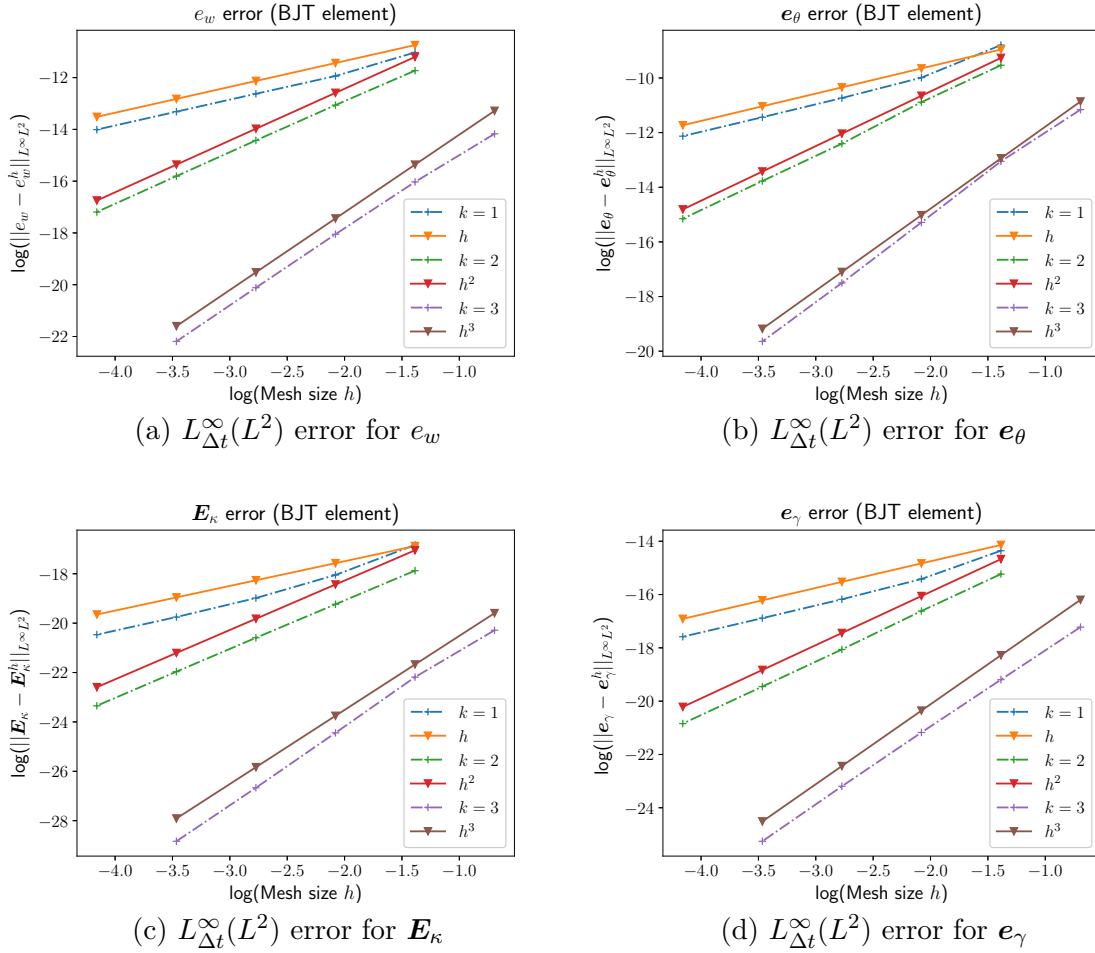 e_w error (BJT element)
log(||e_w − e_w^h||_{L^∞L^2})
−12
−14
−16
−18
−20
−22
k = 1
h
k = 2
h^2
k = 3
h^3
−4.0 −3.5 −3.0 −2.5 −2.0 −1.5 −1.0
log(Mesh size h)
(a) L^∞_{Δt}(L^2) error for e_w
e_θ error (BJT element)
log(||e_θ − e_θ^h||_{L^∞L^2})
−10
−12
−14
−16
−18
−20
k = 1
h
k = 2
h^2
k = 3
h^3
−4.0 −3.5 −3.0 −2.5 −2.0 −1.5 −1.0
log(Mesh size h)
(b) L^∞_{Δt}(L^2) error for e_θ
E_κ error (BJT element)
log(||E_κ − E_κ^h||_{L^∞L^2})
−18
−20
−22
−24
−26
−28
k = 1
h
k = 2
h^2
k = 3
h^3
−4.0 −3.5 −3.0 −2.5 −2.0 −1.5 −1.0
log(Mesh size h)
(c) L^∞_{Δt}(L^2) error for E_κ
e_γ error (BJT element)
log(||e_γ − e_γ^h||_{L^∞L^2})
−14
−16
−18
−20
−22
−24
k = 1
h
k = 2
h^2
k = 3
h^3
−4.0 −3.5 −3.0 −2.5 −2.0 −1.5 −1.0
log(Mesh size h)
(d) L^∞_{Δt}(L^2) error for e_γ